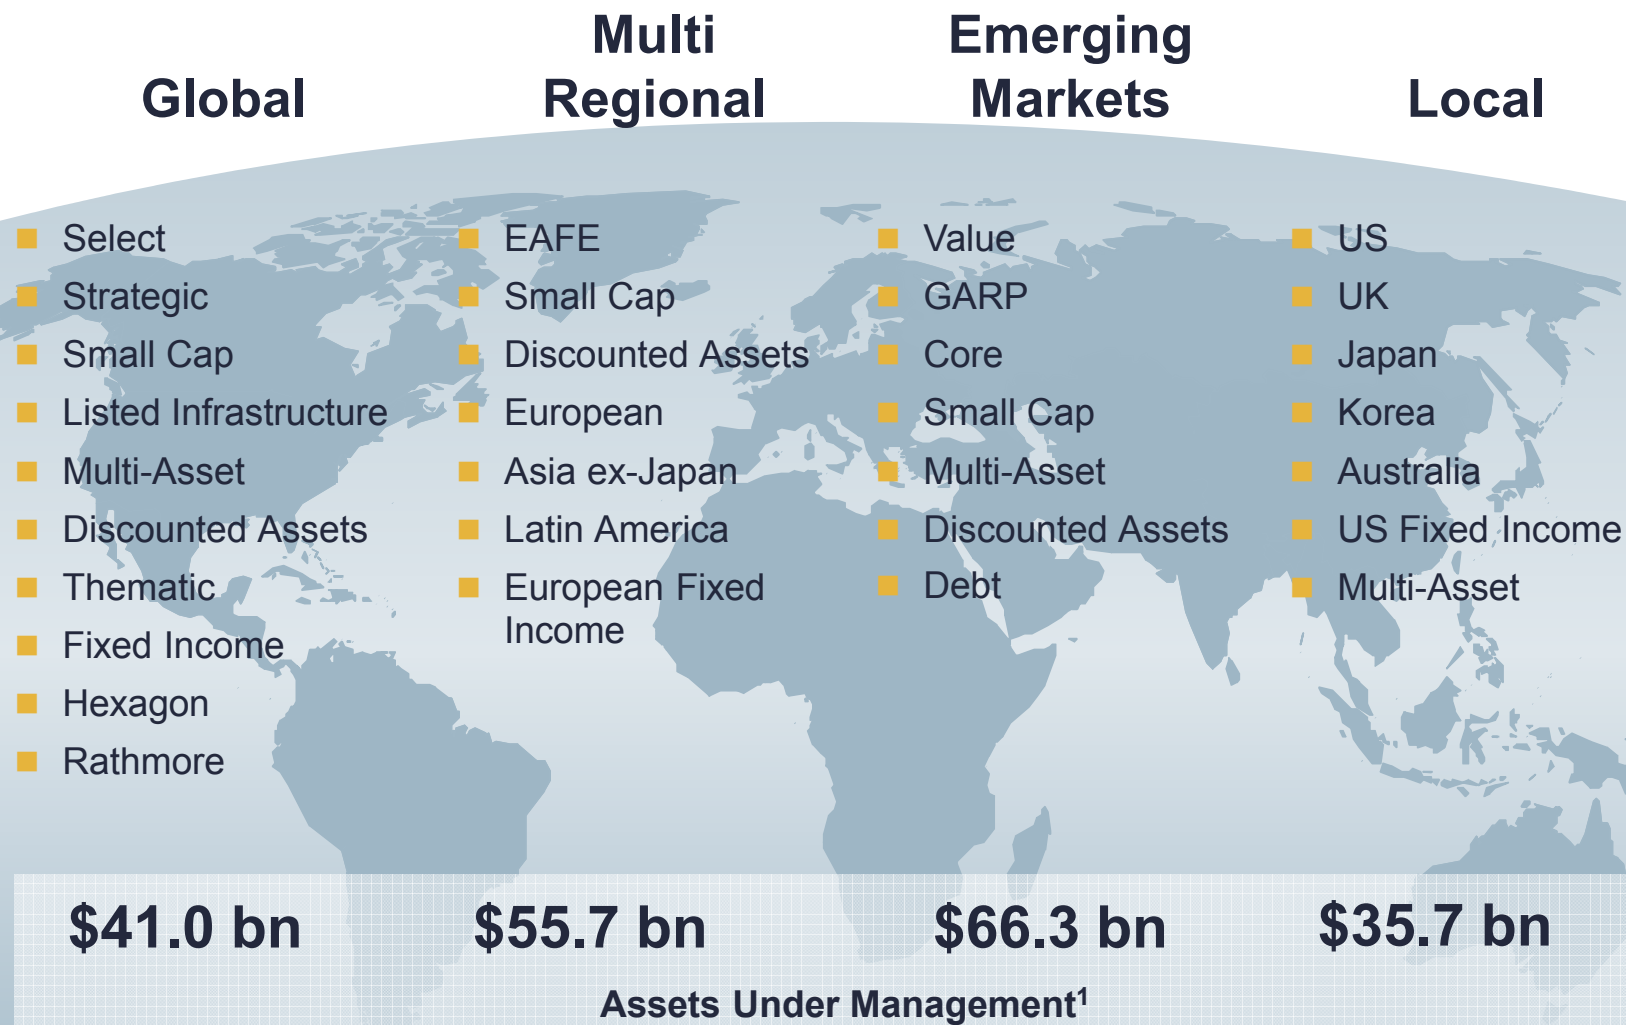 Global
Multi
Regional
Emerging
Markets
Local
Select
Strategic
Small Cap
Listed Infrastructure
Multi-Asset
Discounted Assets
Thematic
Fixed Income
Hexagon
Rathmore
EAFE
Small Cap
Discounted Assets
European
Asia ex-Japan
Latin America
European Fixed
Income
Value
GARP
Core
Small Cap
Multi-Asset
Discounted Assets
Debt
US
UK
Japan
Korea
Australia
US Fixed Income
Multi-Asset
$41.0 bn
$55.7 bn
$66.3 bn
$35.7 bn
Assets Under Management¹